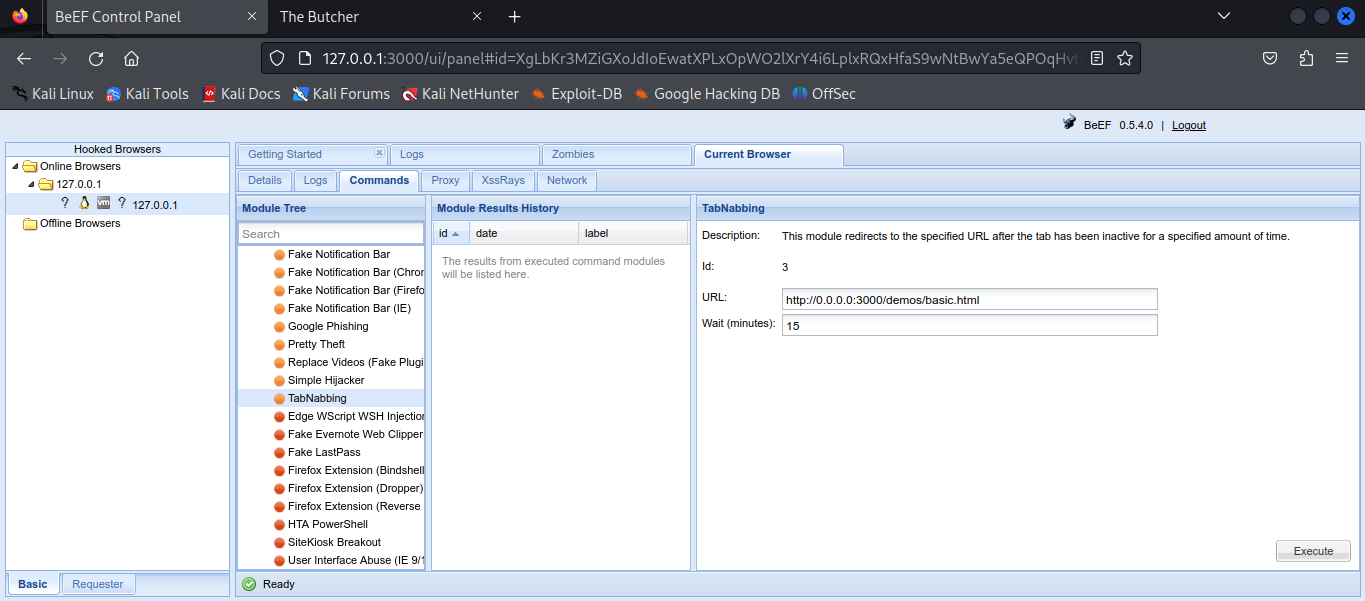 BeEF Control Panel
The Butcher
127.0.0.1:3000/ui/panel#id=XgLbKr3MZiGXoJdIoEwatXPLxOpWO2lXrY4i6LplxRQxHfaS9wNtBwYa5eQPOqHvt
Kali Linux Kali Tools Kali Docs Kali Forums Kali NetHunter Exploit-DB Google Hacking DB OffSec
BeEF 0.5.4.0 | Logout
Hooked Browsers
Online Browsers
127.0.0.1
? vm ? 127.0.0.1
Offline Browsers
Basic Requester
Getting Started Logs Zombies Current Browser
Details Logs Commands Proxy XssRays Network
Module Tree
Search
Fake Notification Bar
Fake Notification Bar (Chror
Fake Notification Bar (Firefo
Fake Notification Bar (IE)
Google Phishing
Pretty Theft
Replace Videos (Fake Plugi
Simple Hijacker
TabNabbing
Edge WScript WSH Injection
Fake Evernote Web Clipper
Fake LastPass
Firefox Extension (Bindshell
Firefox Extension (Dropper)
Firefox Extension (Reverse
HTA PowerShell
SiteKiosk Breakout
User Interface Abuse (IE 9/1
Module Results History
id date label
The results from executed command modules
will be listed here.
TabNabbing
Description: This module redirects to the specified URL after the tab has been inactive for a specified amount of time.
Id: 3
URL: http://0.0.0.0:3000/demos/basic.html
Wait (minutes): 15
Execute
Ready